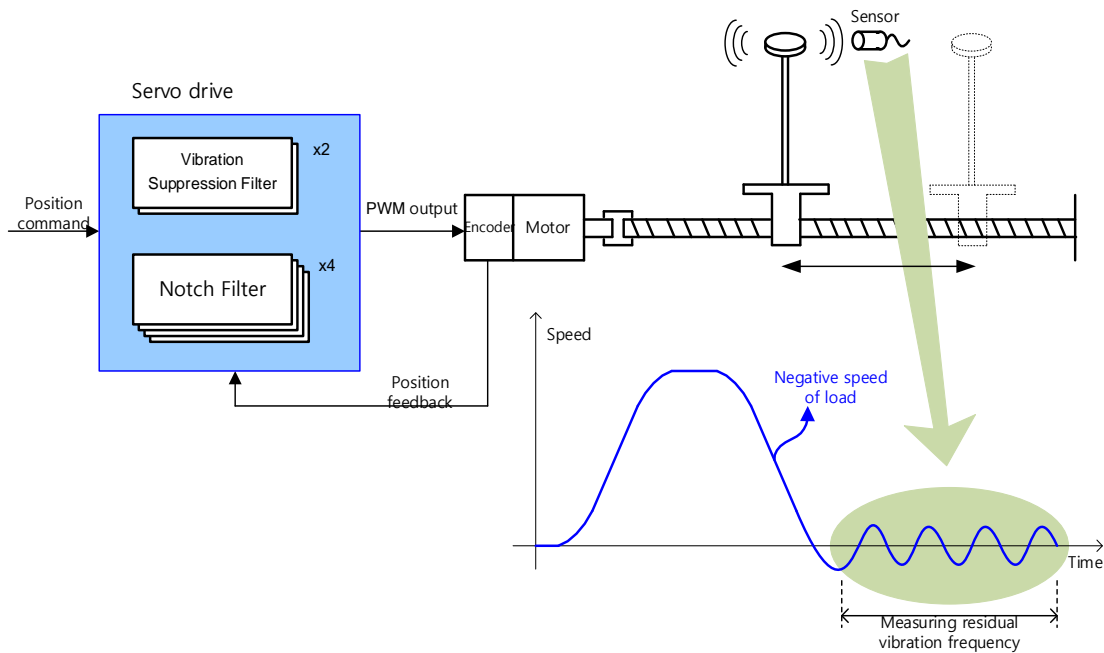 Sensor
Servo drive
Vibration
Suppression Filter
x2
Position
command
PWM output
Encoder
Motor
Notch Filter
x4
Position
feedback
Speed
Negative speed
of load
Time
Measuring residual
vibration frequency